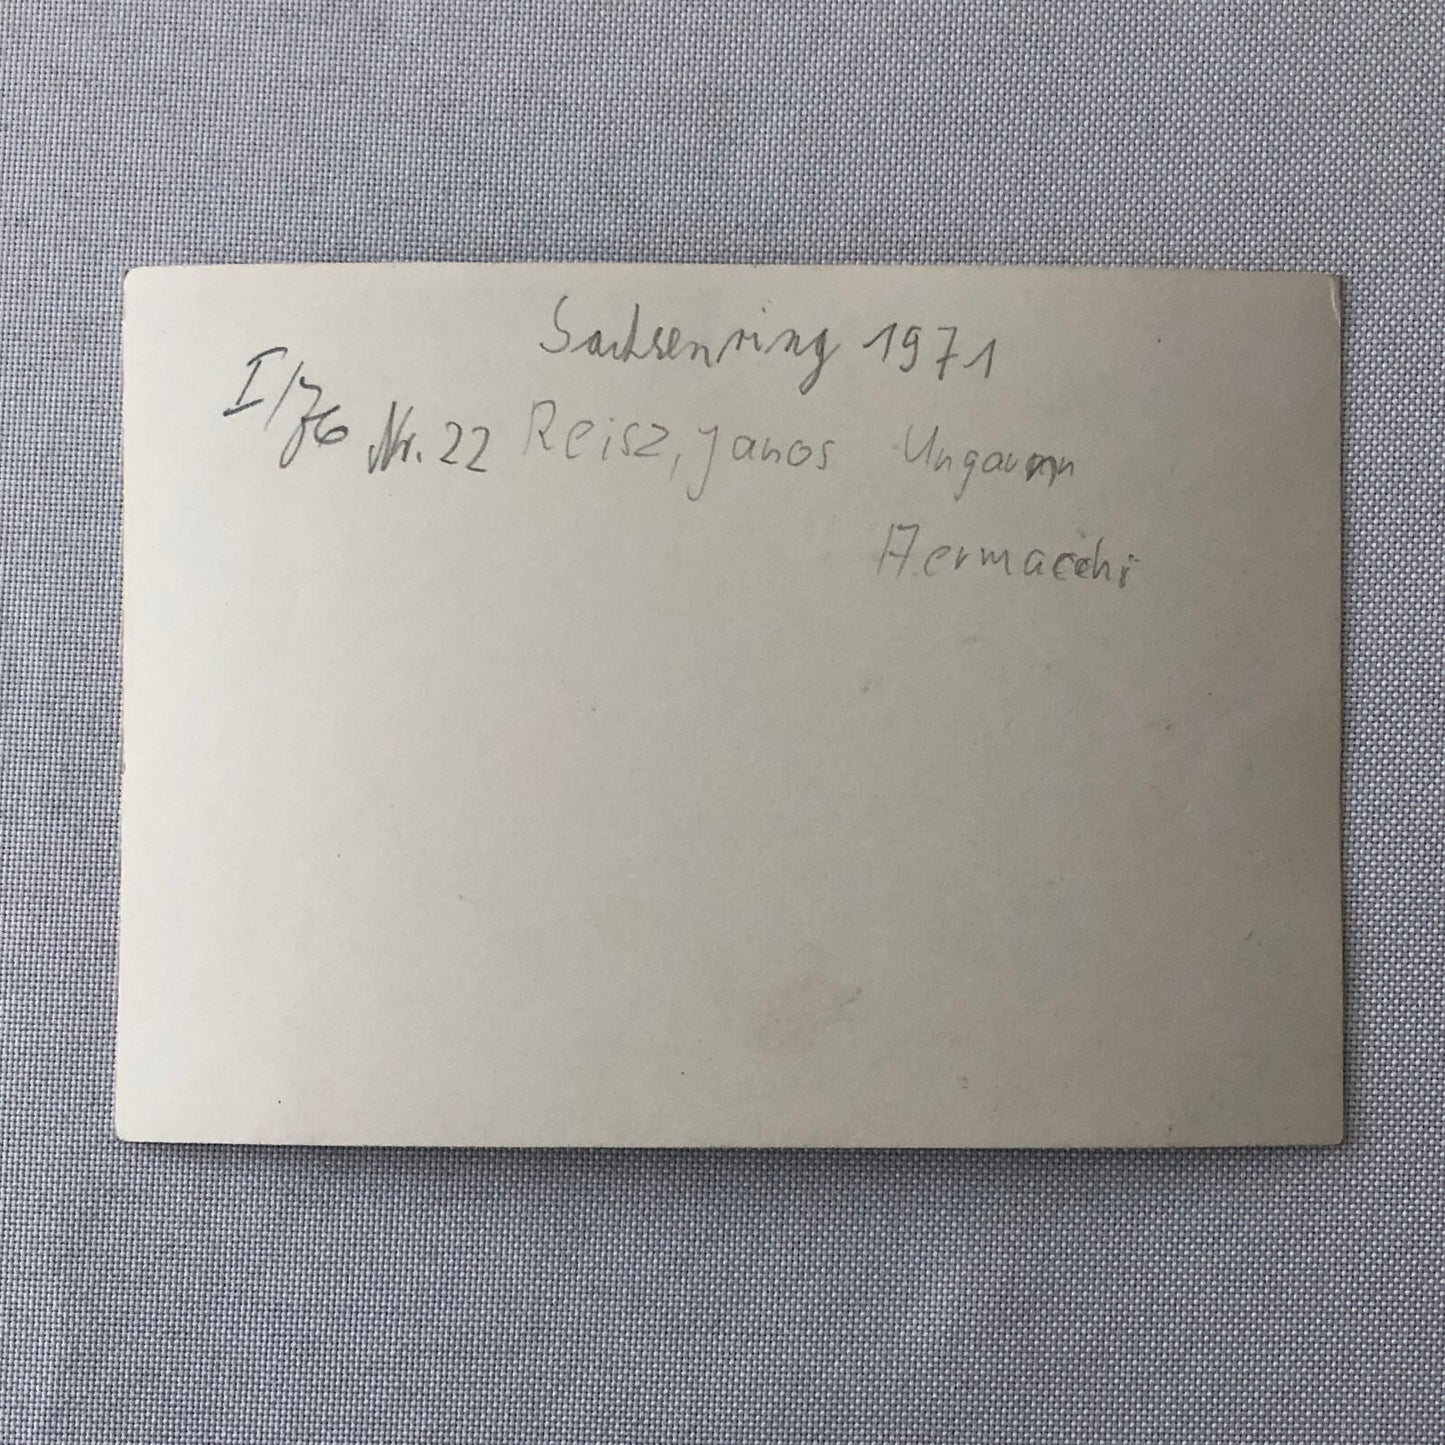 Sachsenring 1971
I/76 Nr. 22 Reisz, Janos Ungarn
Aermacchi